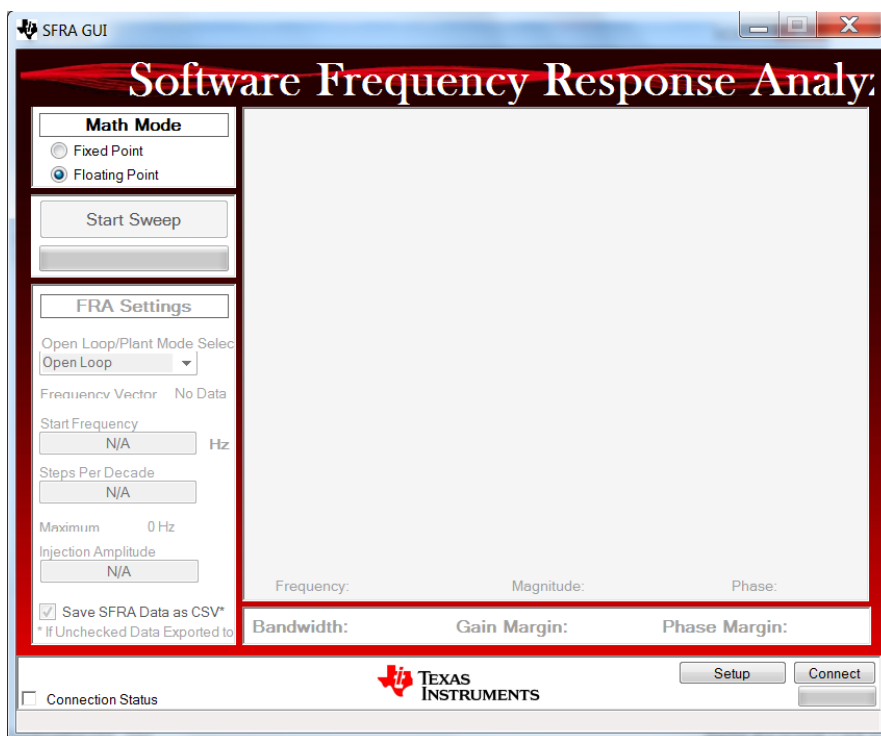 SFRA GUI
Software Frequency Response Analy
Math Mode
Fixed Point
Floating Point
Start Sweep
FRA Settings
Open Loop/Plant Mode Selec
Open Loop
Frequency Vector No Data
Start Frequency
N/A Hz
Steps Per Decade
N/A
Maximum 0 Hz
Injection Amplitude
N/A
Save SFRA Data as CSV*
* If Unchecked Data Exported to
Frequency: Magnitude: Phase:
Bandwidth: Gain Margin: Phase Margin:
Connection Status
TEXAS
INSTRUMENTS
Setup Connect